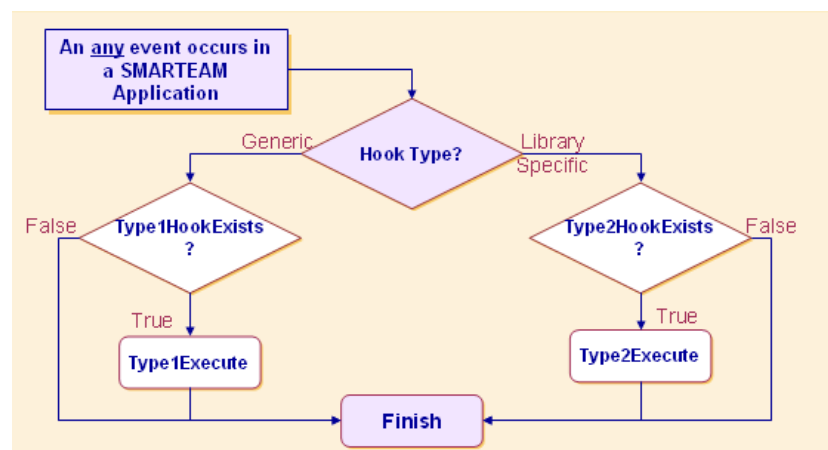 An any event occurs in
a SMARTEAM
Application
Generic
Hook Type?
Library
Specific
False
Type1HookExists
?
Type2HookExists
?
False
True
True
Type1Execute
Type2Execute
Finish